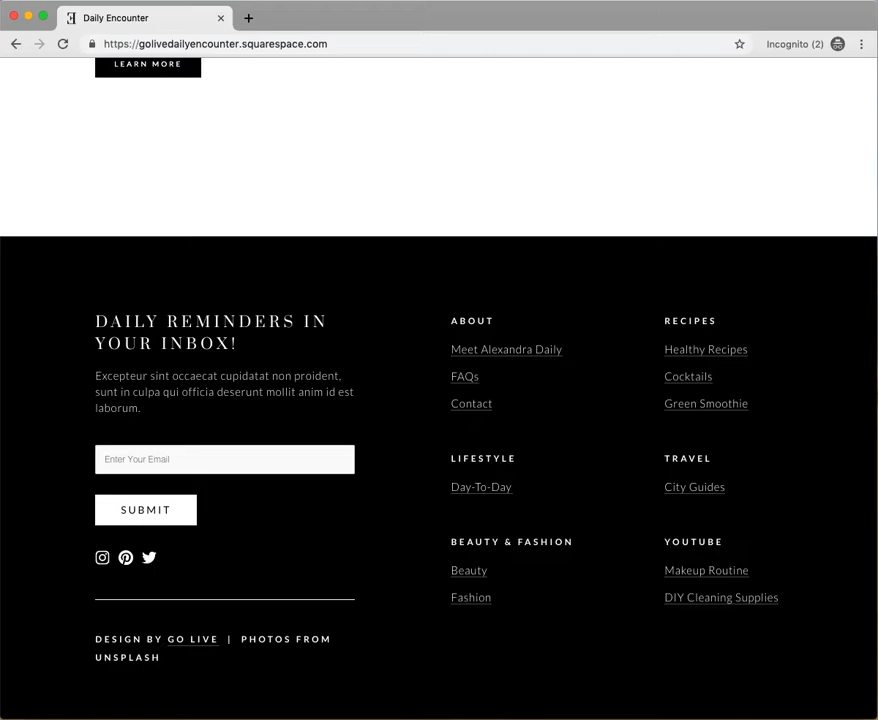 Daily Encounter
https://golivedailyencounter.squarespace.com
Incognito (2)
LEARN MORE
DAILY REMINDERS IN
YOUR INBOX!
Excepteur sint occaecat cupidatat non proident,
sunt in culpa qui officia deserunt mollit anim id est
laborum.
Enter Your Email
SUBMIT
DESIGN BY GO LIVE | PHOTOS FROM
UNSPLASH
ABOUT
Meet Alexandra Daily
FAQs
Contact
RECIPES
Healthy Recipes
Cocktails
Green Smoothie
LIFESTYLE
Day-To-Day
TRAVEL
City Guides
BEAUTY & FASHION
Beauty
Fashion
YOUTUBE
Makeup Routine
DIY Cleaning Supplies